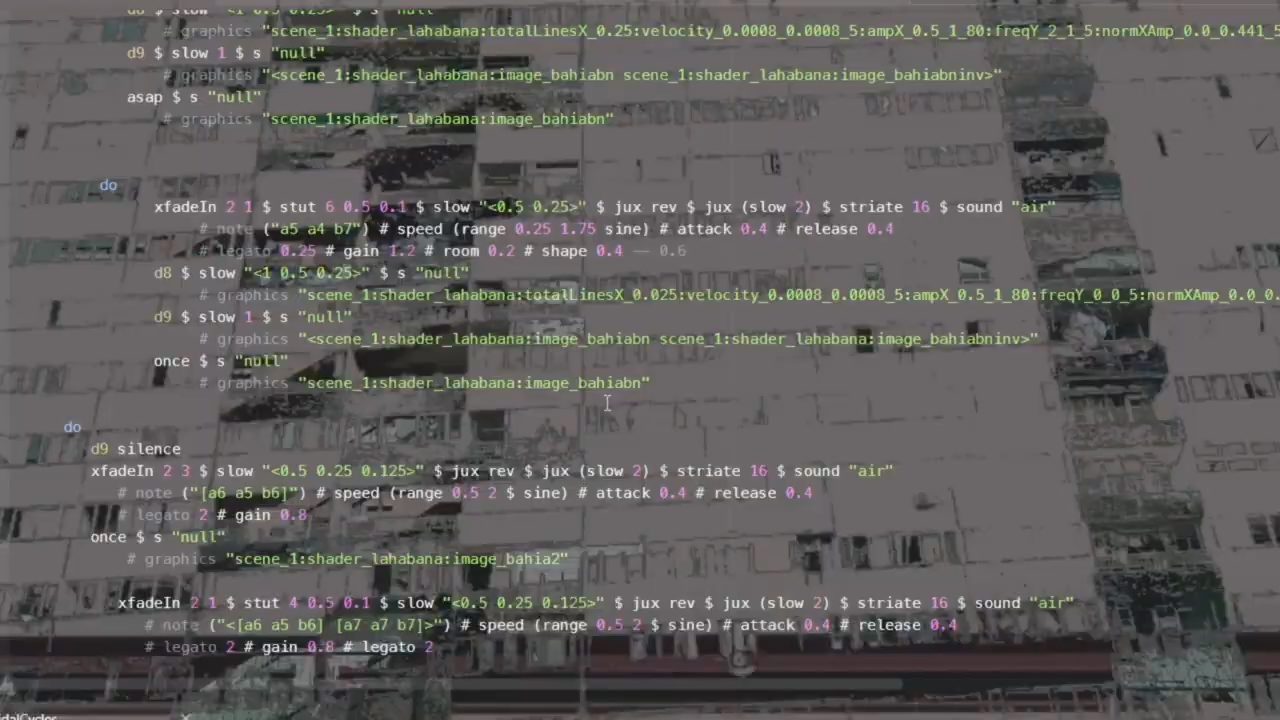 d8 $ slow "<1 0.5 0.25>" $ s "null"
# graphics "scene_1:shader_lahabana:totalLinesX_0.25:velocity_0.0008_0.0008_5:ampX_0.5_1_80:freqY_2_1_5:normXAmp_0.0_0.441_5
d9 $ slow 1 $ s "null"
# graphics "<scene_1:shader_lahabana:image_bahiabn scene_1:shader_lahabana:image_bahiabninv>"
asap $ s "null"
# graphics "scene_1:shader_lahabana:image_bahiabn"
do
xfadeIn 2 1 $ stut 6 0.5 0.1 $ slow "<0.5 0.25>" $ jux rev $ jux (slow 2) $ striate 16 $ sound "air"
# note ("a5 a4 b7") # speed (range 0.25 1.75 sine) # attack 0.4 # release 0.4
# legato 0.25 # gain 1.2 # room 0.2 # shape 0.4 -- 0.6
d8 $ slow "<1 0.5 0.25>" $ s "null"
# graphics "scene_1:shader_lahabana:totalLinesX_0.025:velocity_0.0008_0.0008_5:ampX_0.5_1_80:freqY_0_0_5:normXAmp_0.0_0.
d9 $ slow 1 $ s "null"
# graphics "<scene_1:shader_lahabana:image_bahiabn scene_1:shader_lahabana:image_bahiabninv>"
once $ s "null"
# graphics "scene_1:shader_lahabana:image_bahiabn"
do
d9 silence
xfadeIn 2 3 $ slow "<0.5 0.25 0.125>" $ jux rev $ jux (slow 2) $ striate 16 $ sound "air"
# note ("[a6 a5 b6]") # speed (range 0.5 2 $ sine) # attack 0.4 # release 0.4
# legato 2 # gain 0.8
once $ s "null"
# graphics "scene_1:shader_lahabana:image_bahia2"
xfadeIn 2 1 $ stut 4 0.5 0.1 $ slow "<0.5 0.25 0.125>" $ jux rev $ jux (slow 2) $ striate 16 $ sound "air"
# note ("<[a6 a5 b6] [a7 a7 b7]>") # speed (range 0.5 2 $ sine) # attack 0.4 # release 0.4
# legato 2 # gain 0.8 # legato 2